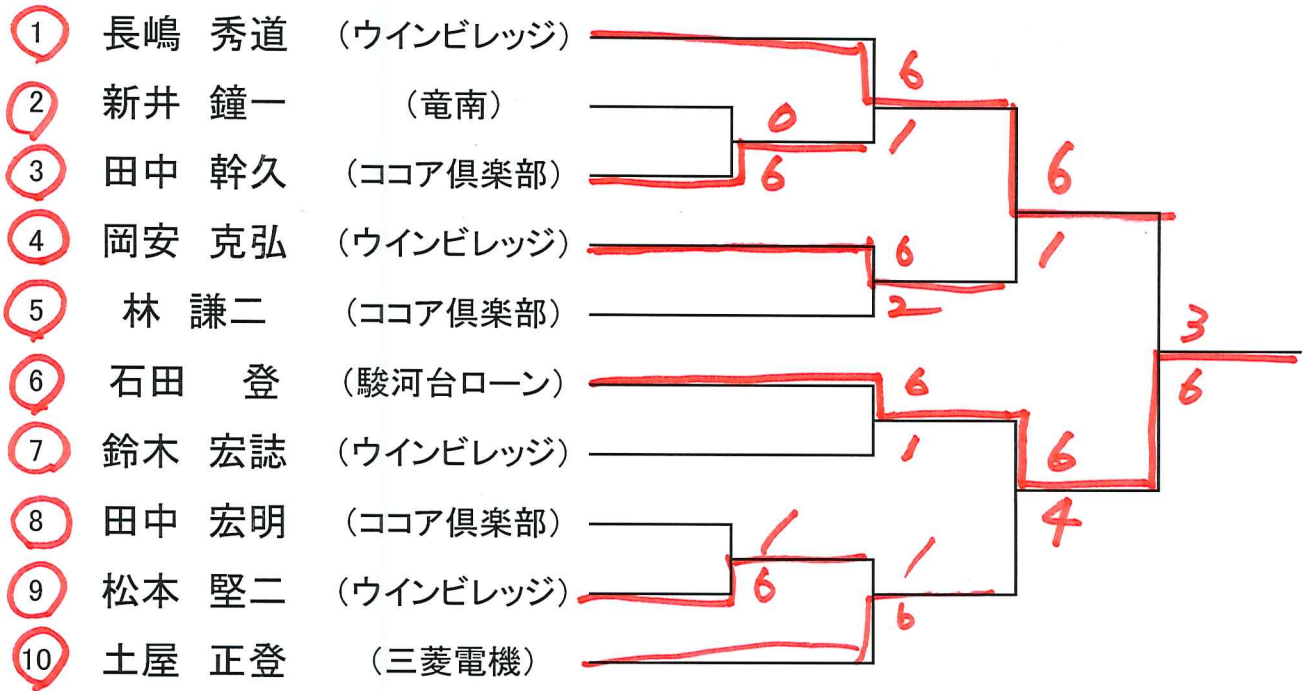 1 長嶋 秀道 (ウインビレッジ)
6
2 新井 鐘一 (竜南)
0
1
3 田中 幹久 (ココア倶楽部)
6
6
4 岡安 克弘 (ウインビレッジ)
6
1
5 林 謙二 (ココア倶楽部)
2
3
6 石田 登 (駿河台ローン)
6
6
7 鈴木 宏誌 (ウインビレッジ)
1
6
8 田中 宏明 (ココア倶楽部)
1
4
9 松本 堅二 (ウインビレッジ)
6
1
6
10 土屋 正登 (三菱電機)